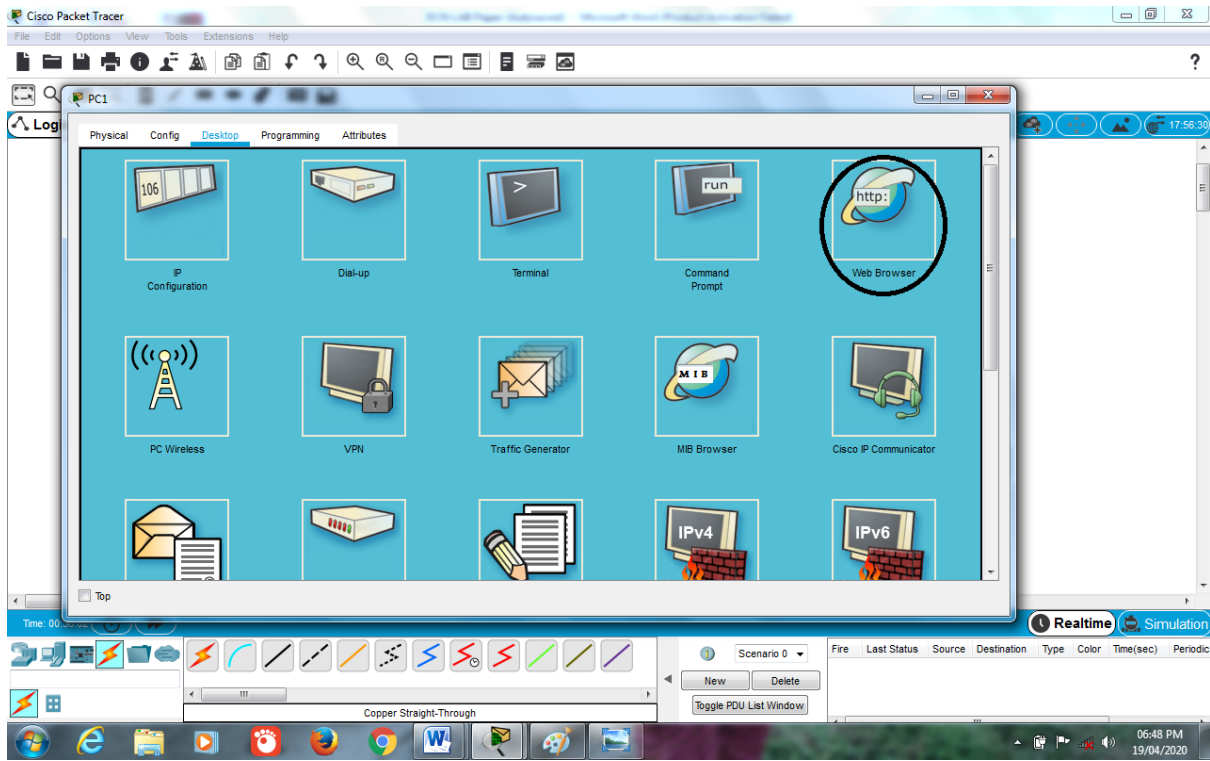 Cisco Packet Tracer
File Edit Options View Tools Extensions Help
?
PC1
Logi
17:56:30
Physical Config Desktop Programming Attributes
106
>
run
http:
IP
Configuration
Dial-up
Terminal
Command
Prompt
Web Browser
MIB
?
PC Wireless
VPN
Traffic Generator
MIB Browser
Cisco IP Communicator
IPv4
IPv6
Top
Time: 00:
Realtime
Simulation
Scenario 0
Fire Last Status Source Destination Type Color Time(sec) Periodic
New
Delete
Toggle PDU List Window
Copper Straight-Through
06:48 PM
19/04/2020